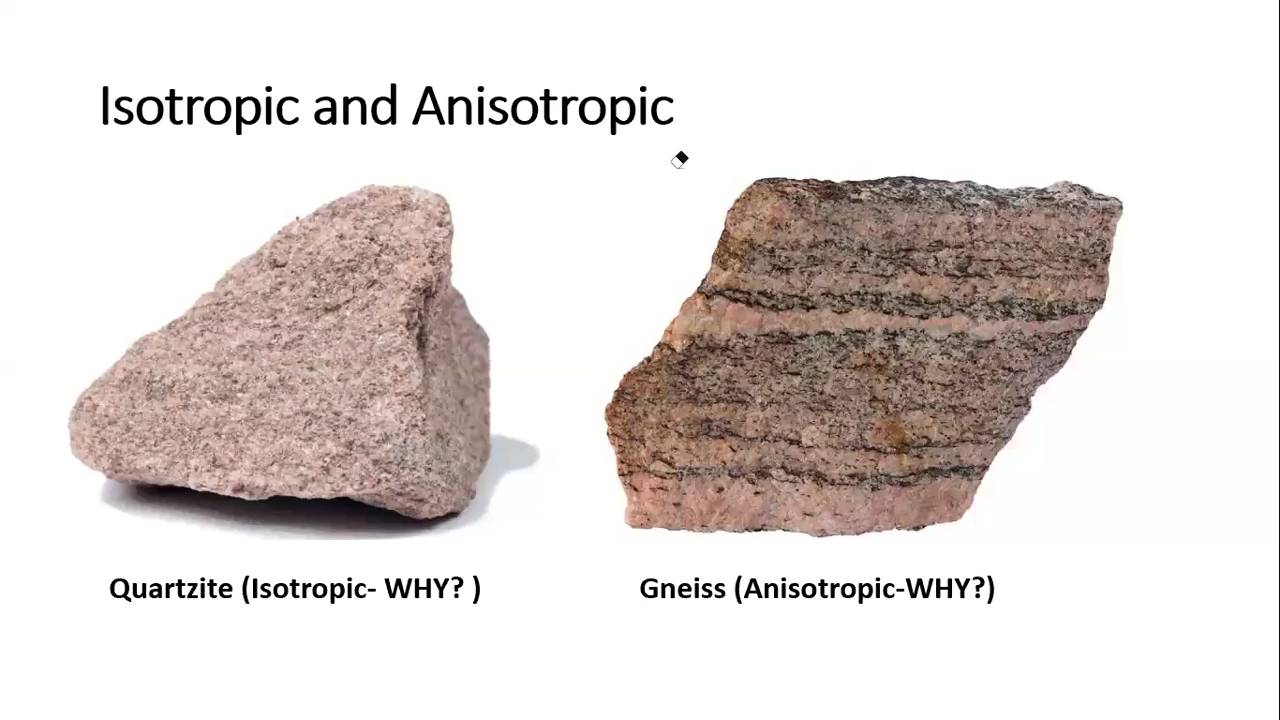 Isotropic and Anisotropic
Quartzite (Isotropic- WHY? )
Gneiss (Anisotropic-WHY?)